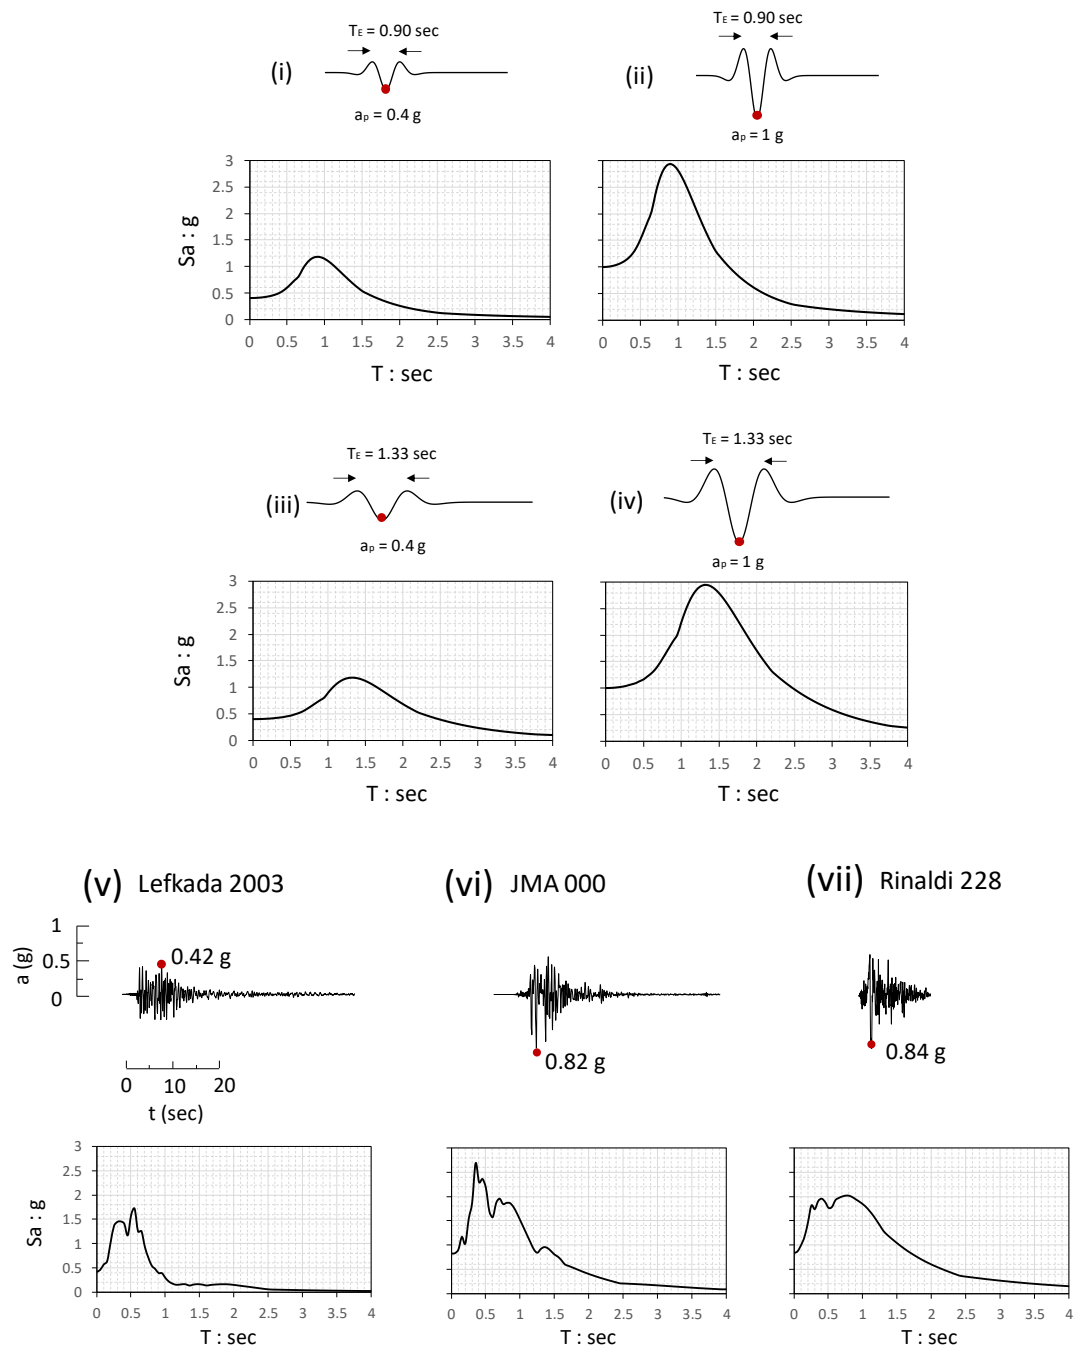 T_E = 0.90 sec
(i)
a_p = 0.4 g
T_E = 0.90 sec
(ii)
a_p = 1 g
Sa : g
3
2.5
2
1.5
1
0.5
0
0 0.5 1 1.5 2 2.5 3 3.5 4
T : sec
0 0.5 1 1.5 2 2.5 3 3.5 4
T : sec
T_E = 1.33 sec
(iii)
a_p = 0.4 g
T_E = 1.33 sec
(iv)
a_p = 1 g
Sa : g
3
2.5
2
1.5
1
0.5
0
0 0.5 1 1.5 2 2.5 3 3.5 4
T : sec
0 0.5 1 1.5 2 2.5 3 3.5 4
T : sec
(v) Lefkada 2003
(vi) JMA 000
(vii) Rinaldi 228
a (g)
1
0.5
0
0.42 g
0.82 g
0.84 g
0 10 20
t (sec)
Sa : g
3
2.5
2
1.5
1
0.5
0
0 0.5 1 1.5 2 2.5 3 3.5 4
T : sec
0 0.5 1 1.5 2 2.5 3 3.5 4
T : sec
0 0.5 1 1.5 2 2.5 3 3.5 4
T : sec